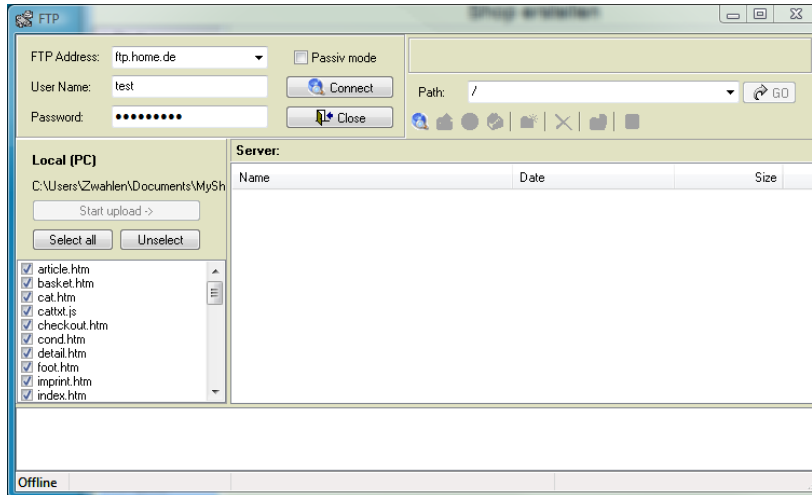 Shop erstellen
FTP
FTP Address: ftp.home.de
Passiv mode
User Name: test
Connect
Password: •••••••••
Close
Path: /
GO
Local (PC)
C:\Users\Zwahlen\Documents\MySh
Start upload ->
Select all Unselect
article.htm
basket.htm
cat.htm
cattxt.js
checkout.htm
cond.htm
detail.htm
foot.htm
imprint.htm
index.htm
Server:
Name Date Size
Offline